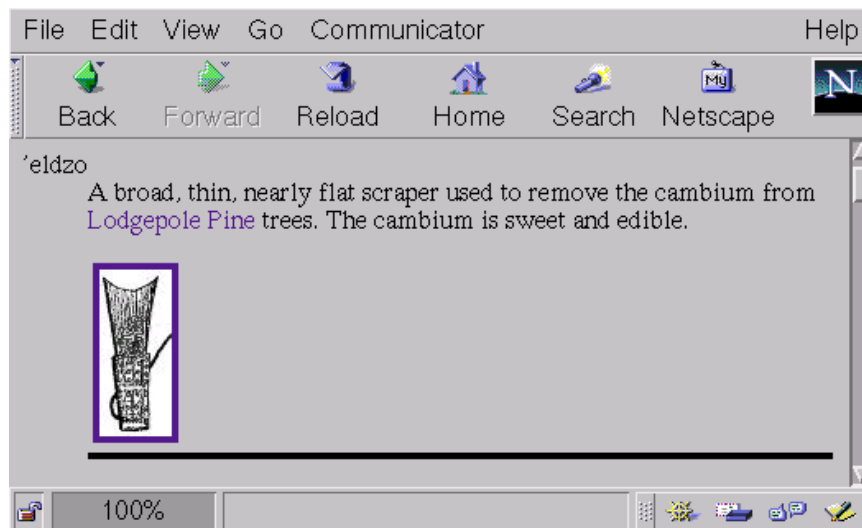 File Edit View Go Communicator Help
Back Forward Reload Home Search My Netscape N
'eldzo
A broad, thin, nearly flat scraper used to remove the cambium from
Lodgepole Pine trees. The cambium is sweet and edible.
100%